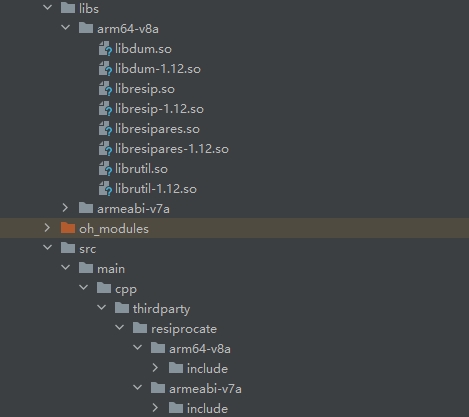 libs
arm64-v8a
libdum.so
libdum-1.12.so
libresip.so
libresip-1.12.so
libresipares.so
libresipares-1.12.so
librutil.so
librutil-1.12.so
armeabi-v7a
oh_modules
src
main
cpp
thirdparty
resiprocate
arm64-v8a
include
armeabi-v7a
include